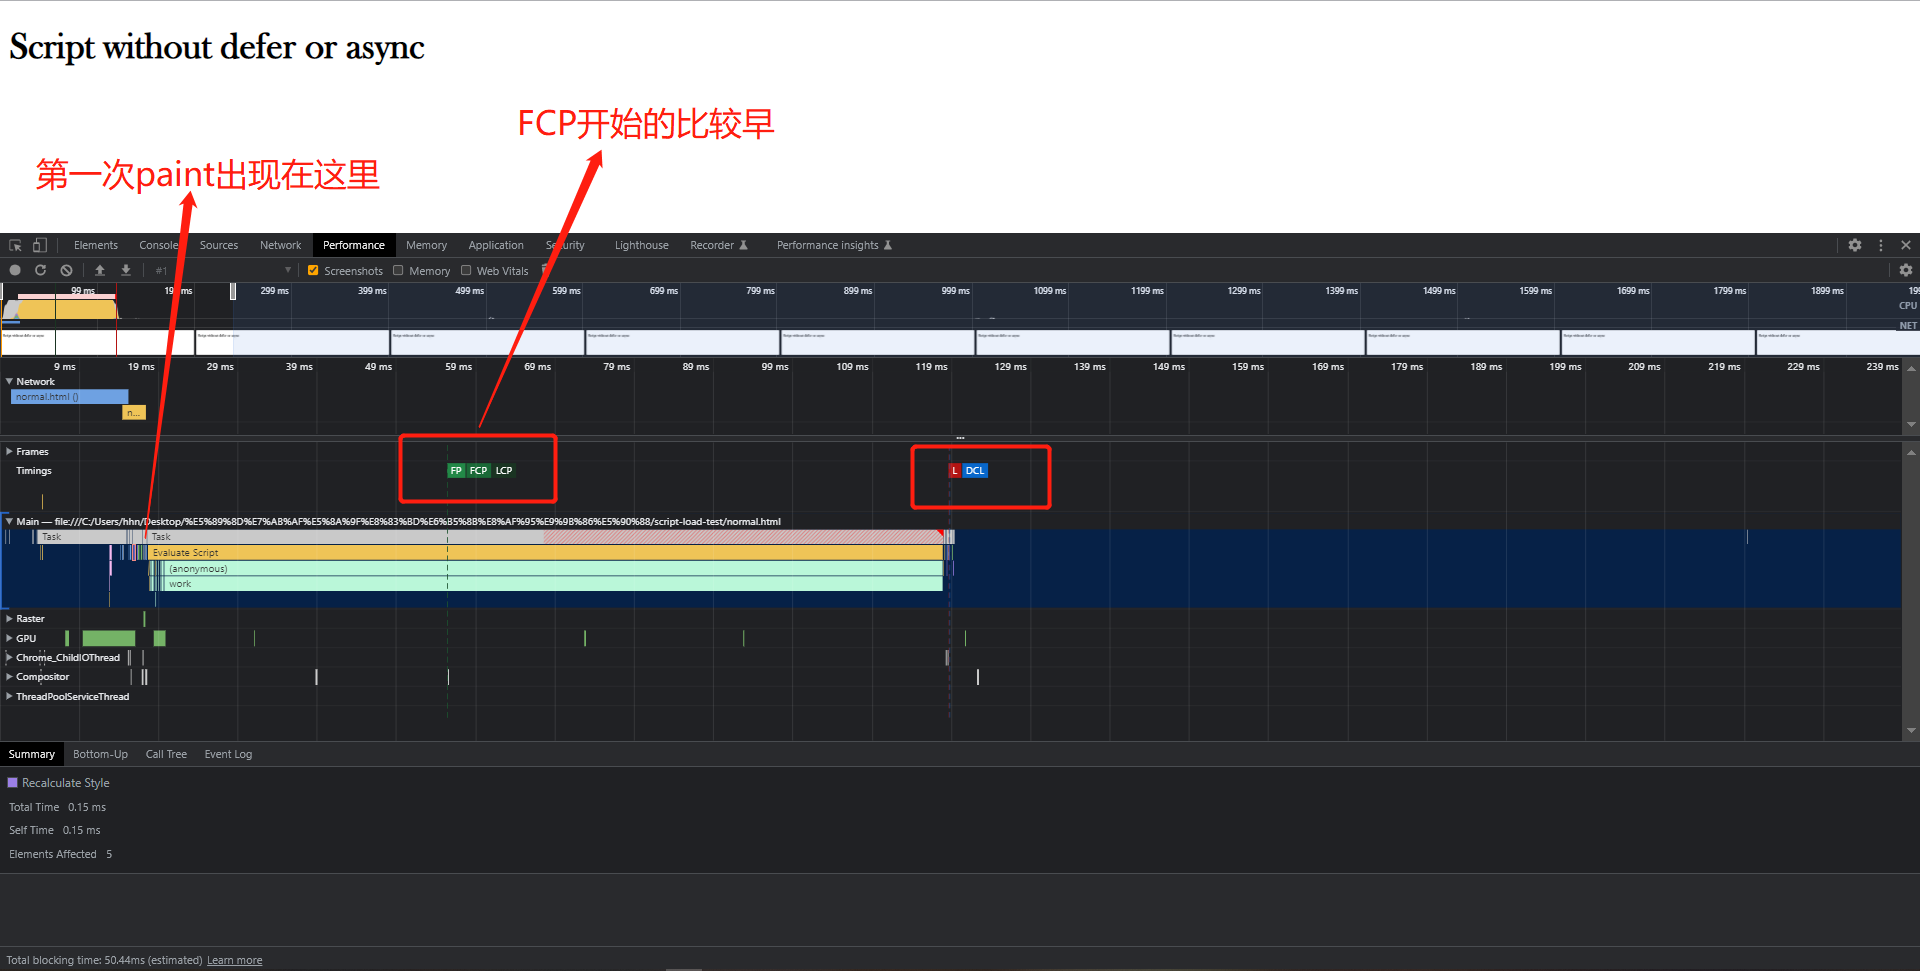 Script without defer or async
FCP开始的比较早
第一次paint出现在这里
Elements Console Sources Network Performance Memory Application Security Lighthouse Recorder Performance insights
#1 Screenshots Memory Web Vitals
99 ms 299 ms 399 ms 499 ms 599 ms 699 ms 799 ms 899 ms 999 ms 1099 ms 1199 ms 1299 ms 1399 ms 1499 ms 1599 ms 1699 ms 1799 ms 1899 ms
CPU
NET
9 ms 19 ms 29 ms 39 ms 49 ms 59 ms 69 ms 79 ms 89 ms 99 ms 109 ms 119 ms 129 ms 139 ms 149 ms 159 ms 169 ms 179 ms 189 ms 199 ms 209 ms 219 ms 229 ms 239 ms
Network
normal.html ()
n...
Frames
Timings FP FCP LCP L DCL
Main — file:///C:/Users/hhn/Desktop/%E5%89%8D%E7%AB%AF%E5%8A%9F%E8%83%BD%E6%B5%8B%E8%AF%95%E9%9B%86%E5%90%88/script-load-test/normal.html
Task Task
Evaluate Script
(anonymous)
work
Raster
GPU
Chrome_ChildIOThread
Compositor
ThreadPoolServiceThread
Summary Bottom-Up Call Tree Event Log
Recalculate Style
Total Time 0.15 ms
Self Time 0.15 ms
Elements Affected 5
Total blocking time: 50.44ms (estimated) Learn more